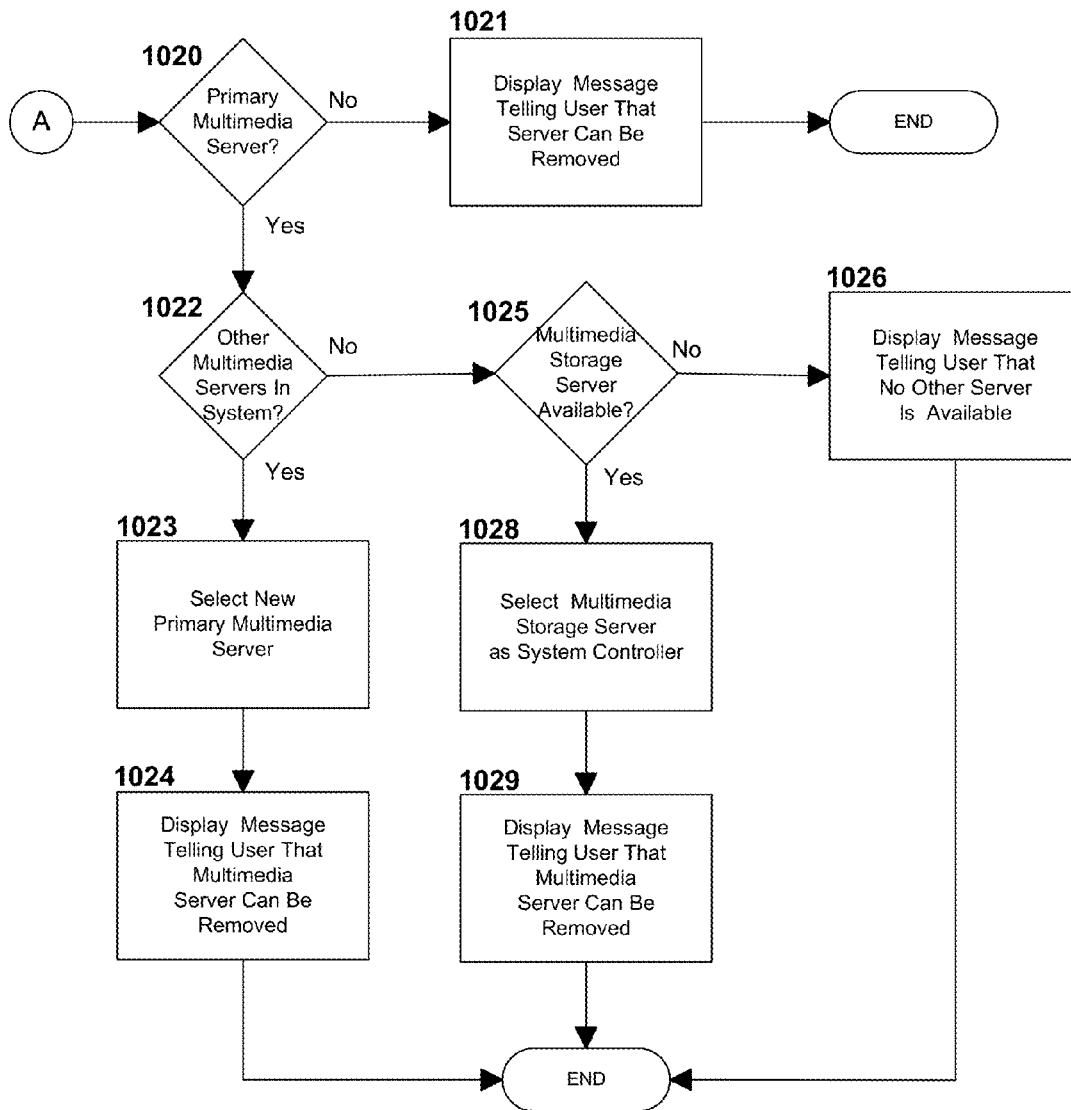 1020
1021
A
Primary
Multimedia
Server?
No
Display Message
Telling User That
Server Can Be
Removed
END
Yes
1022
Other
Multimedia
Servers In
System?
No
1025
Multimedia
Storage
Server
Available?
No
1026
Display Message
Telling User That
No Other Server
Is Available
Yes
Yes
1023
Select New
Primary Multimedia
Server
1028
Select Multimedia
Storage Server
as System Controller
1024
Display Message
Telling User That
Multimedia
Server Can Be
Removed
1029
Display Message
Telling User That
Multimedia
Server Can Be
Removed
END